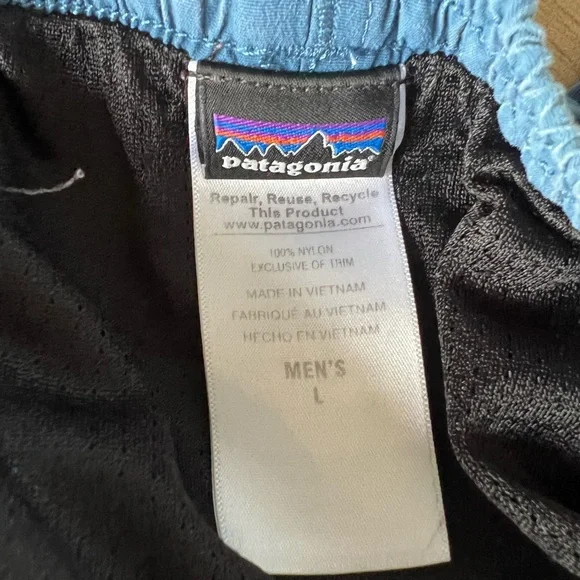 patagonia®
Repair, Reuse, Recycle
This Product
www.patagonia.com
100% NYLON
EXCLUSIVE OF TRIM
MADE IN VIETNAM
FABRIQUÉ AU VIETNAM
HECHO EN VIETNAM
MEN'S
L